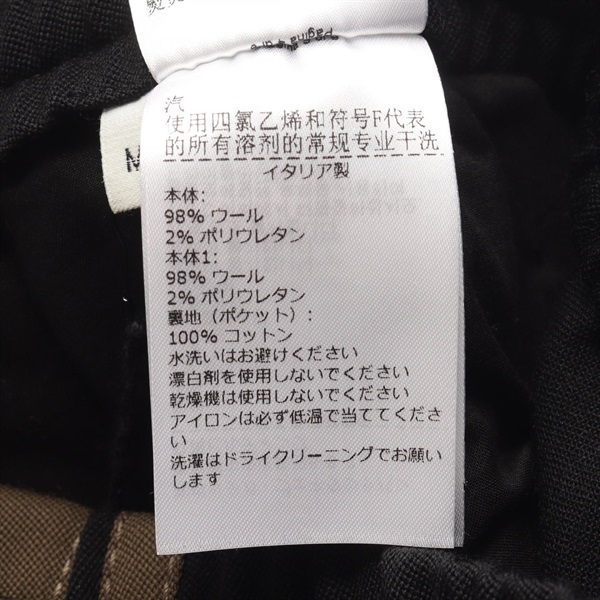 汽
使用四氯乙烯和符号F代表
的所有溶剂的常规专业干洗
イタリア製
本体:
98% ウール
2% ポリウレタン
本体1:
98% ウール
2% ポリウレタン
裏地（ポケット）:
100% コットン
水洗いはお避けください
漂白剤を使用しないでください
乾燥機は使用しないでください
アイロンは必ず低温で当ててくださ
い
洗濯はドライクリーニングでお願い
します
M